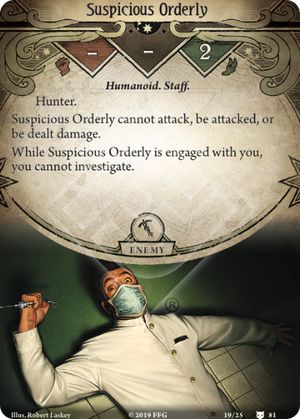 Suspicious Orderly
– – 2
Humanoid. Staff.
Hunter.
Suspicious Orderly cannot attack, be attacked, or
be dealt damage.
While Suspicious Orderly is engaged with you,
you cannot investigate.
ENEMY
Illus. Robert Laskey © 2019 FFG 19/25 81